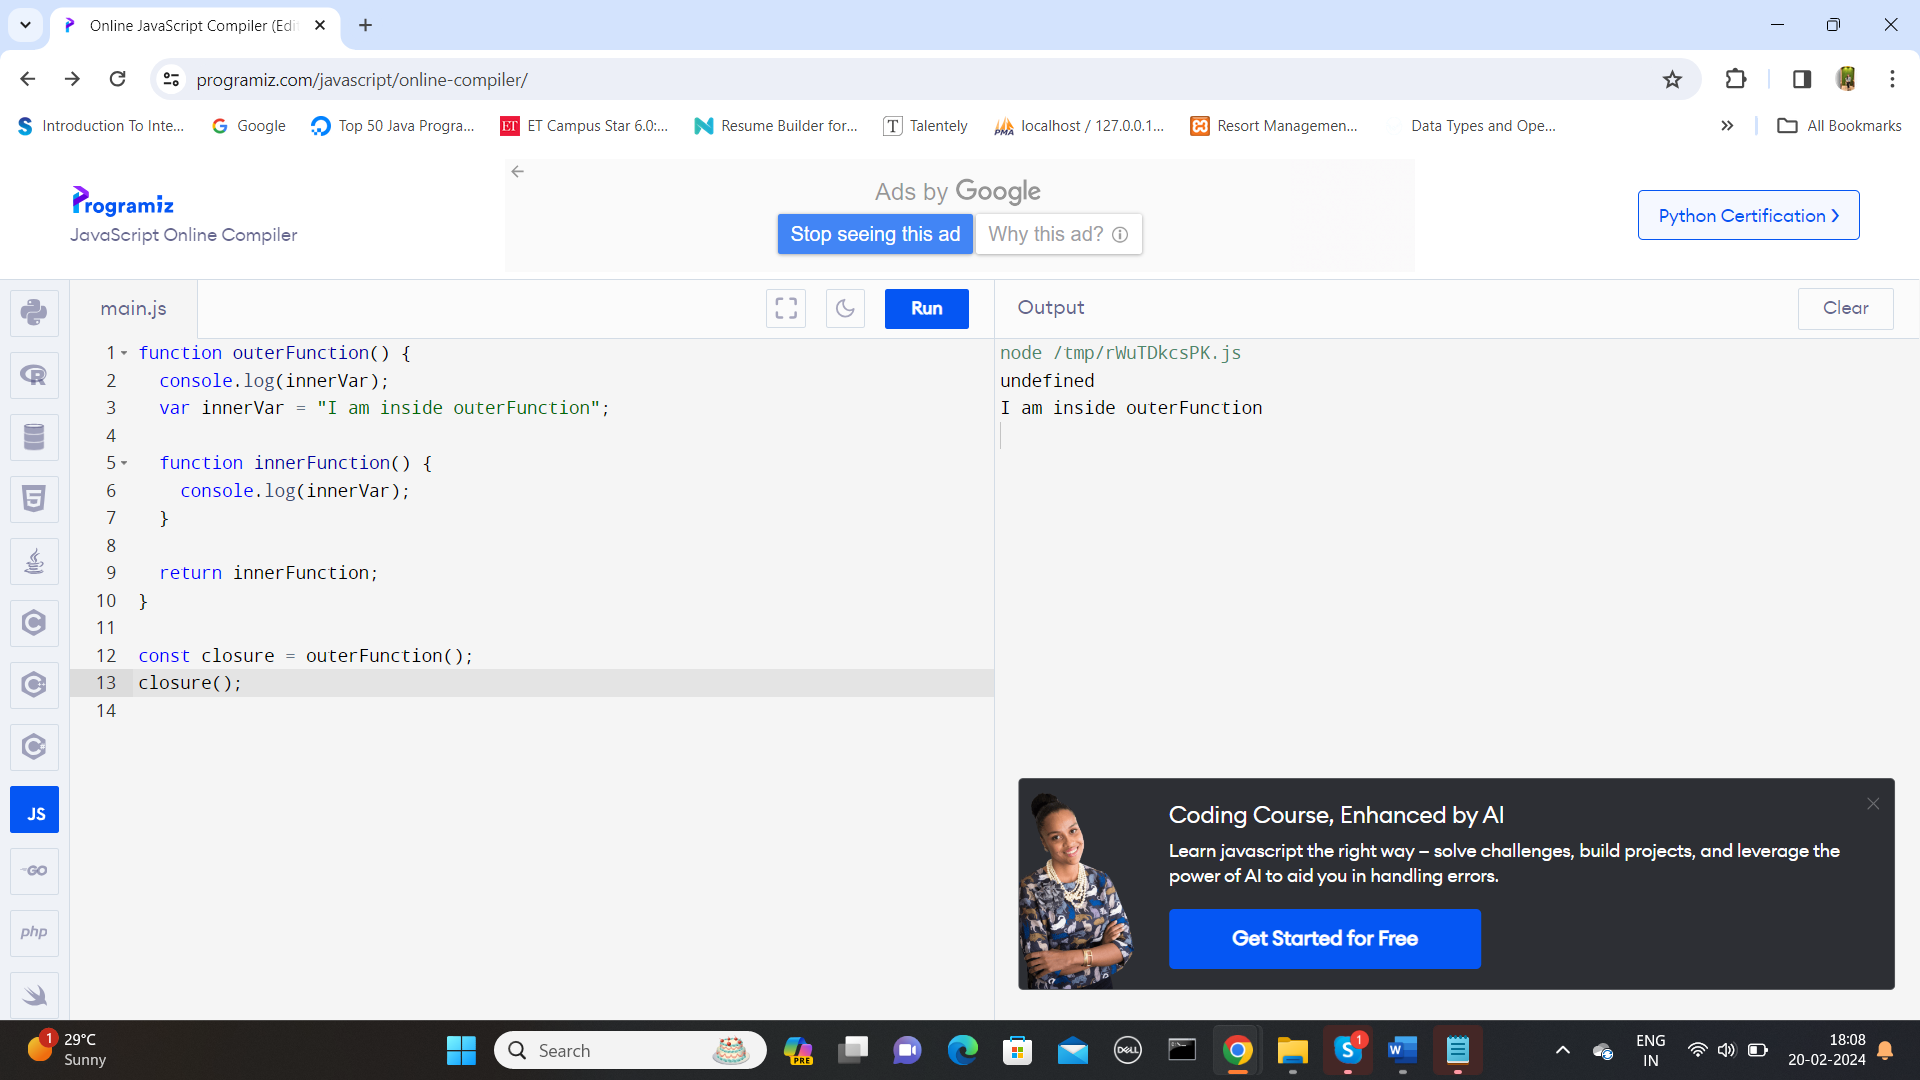 Online JavaScript Compiler (Edi
programiz.com/javascript/online-compiler/
Introduction To Inte...
Google
Top 50 Java Progra...
ET
ET Campus Star 6.0:...
Resume Builder for...
T
Talentely
PMA
localhost / 127.0.0.1...
Resort Managemen...
Data Types and Ope...
All Bookmarks
Programiz
JavaScript Online Compiler
Ads by Google
Stop seeing this ad
Why this ad?
Python Certification
main.js
Run
Output
Clear
1 function outerFunction() {
2 console.log(innerVar);
3 var innerVar = "I am inside outerFunction";
4
5 function innerFunction() {
6 console.log(innerVar);
7 }
8
9 return innerFunction;
10 }
11
12 const closure = outerFunction();
13 closure();
14
node /tmp/rWuTDkcsPK.js
undefined
I am inside outerFunction
R
5
C
C
C
JS
GO
php
Coding Course, Enhanced by AI
Learn javascript the right way – solve challenges, build projects, and leverage the
power of AI to aid you in handling errors.
Get Started for Free
1
29°C
Sunny
Search
PRE
DELL
S
1
W
ENG
IN
18:08
20-02-2024